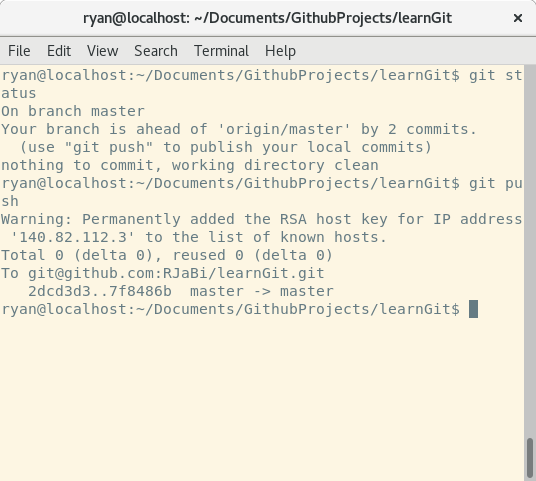 ryan@localhost: ~/Documents/GithubProjects/learnGit ×
File Edit View Search Terminal Help
ryan@localhost:~/Documents/GithubProjects/learnGit$ git st
atus
On branch master
Your branch is ahead of 'origin/master' by 2 commits.
  (use "git push" to publish your local commits)
nothing to commit, working directory clean
ryan@localhost:~/Documents/GithubProjects/learnGit$ git pu
sh
Warning: Permanently added the RSA host key for IP address
 '140.82.112.3' to the list of known hosts.
Total 0 (delta 0), reused 0 (delta 0)
To git@github.com:RJaBi/learnGit.git
   2dcd3d3..7f8486b  master -> master
ryan@localhost:~/Documents/GithubProjects/learnGit$